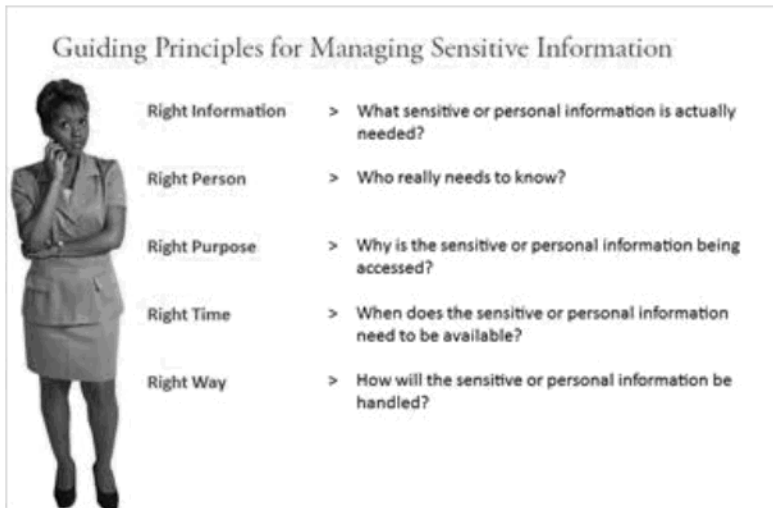 Guiding Principles for Managing Sensitive Information
Right Information > What sensitive or personal information is actually
needed?
Right Person > Who really needs to know?
Right Purpose > Why is the sensitive or personal information being
accessed?
Right Time > When does the sensitive or personal information
need to be available?
Right Way > How will the sensitive or personal information be
handled?